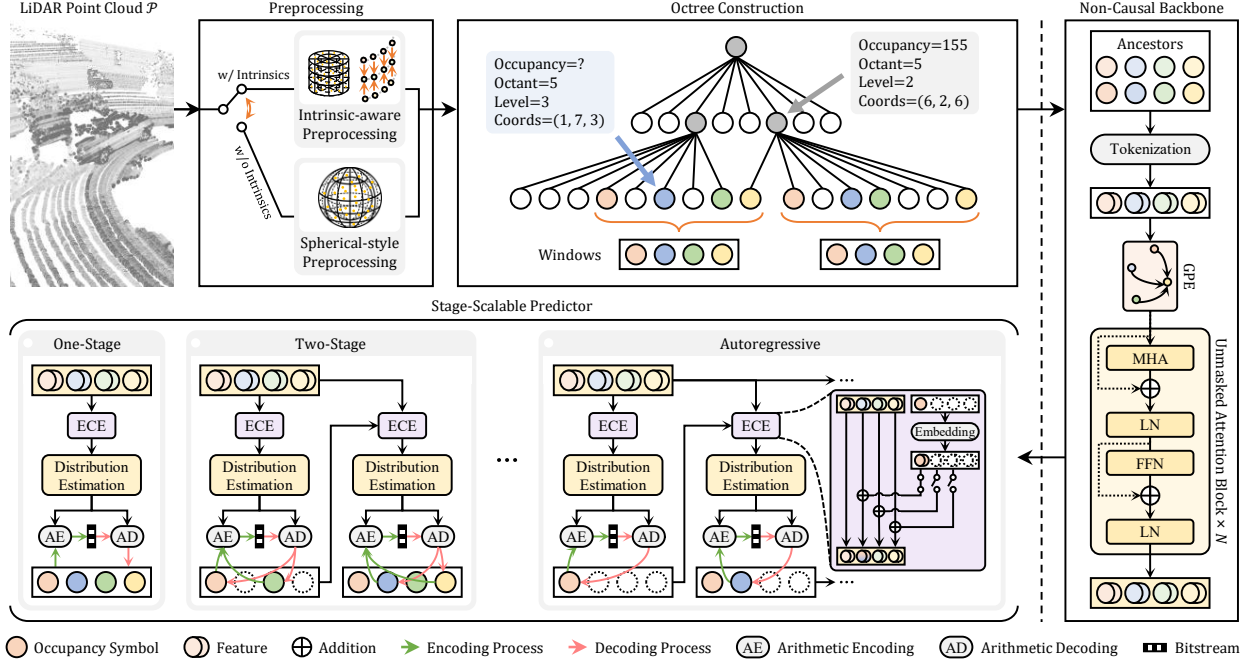 LiDAR Point Cloud 𝒫
Preprocessing
w/ Intrinsics
w/o Intrinsics
Intrinsic-aware
Preprocessing
Spherical-style
Preprocessing
Octree Construction
Occupancy=?
Octant=5
Level=3
Coords=(1, 7, 3)
Occupancy=155
Octant=5
Level=2
Coords=(6, 2, 6)
Windows
Non-Causal Backbone
Ancestors
Tokenization
GPE
MHA
LN
FFN
LN
Unmasked Attention Block × N
Stage-Scalable Predictor
One-Stage
ECE
Distribution
Estimation
AE
AD
Two-Stage
ECE
ECE
Distribution
Estimation
Distribution
Estimation
AE
AD
AE
AD
...
Autoregressive
...
ECE
ECE
Distribution
Estimation
Distribution
Estimation
AE
AD
AE
AD
...
Embedding
Occupancy Symbol
Feature
Addition
Encoding Process
Decoding Process
AE
Arithmetic Encoding
AD
Arithmetic Decoding
Bitstream